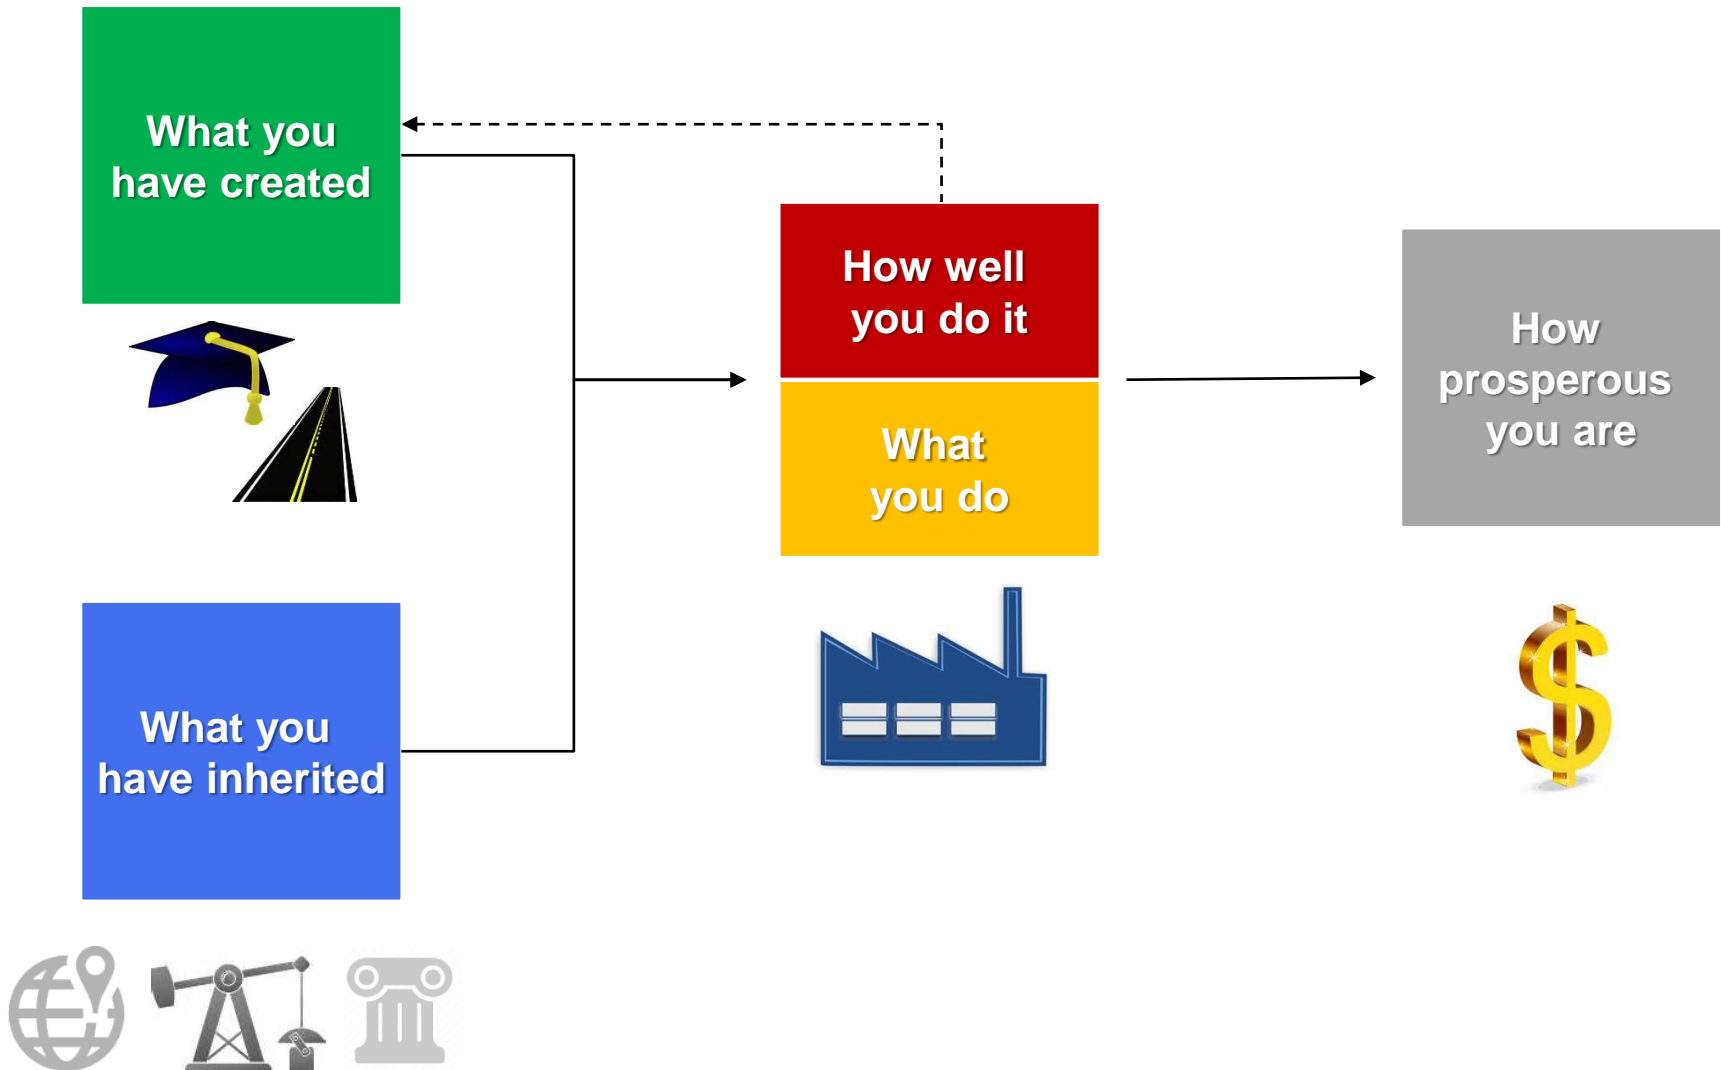 What you
have created
How well
you do it
What
you do
How
prosperous
you are
What you
have inherited